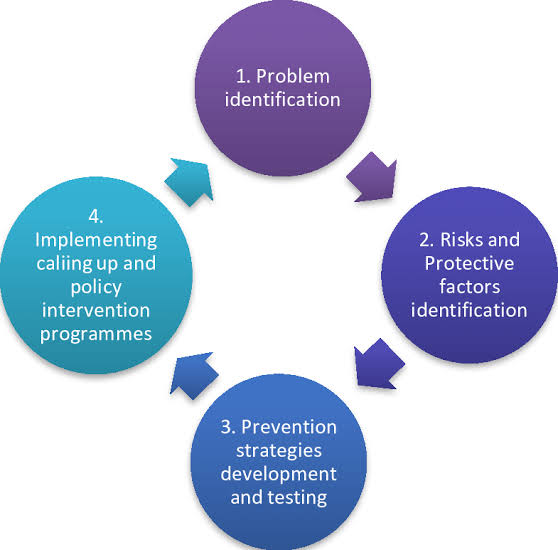 1. Problem
identification
2. Risks and
Protective
factors
identification
3. Prevention
strategies
development
and testing
4.
Implementing
caliing up and
policy
intervention
programmes